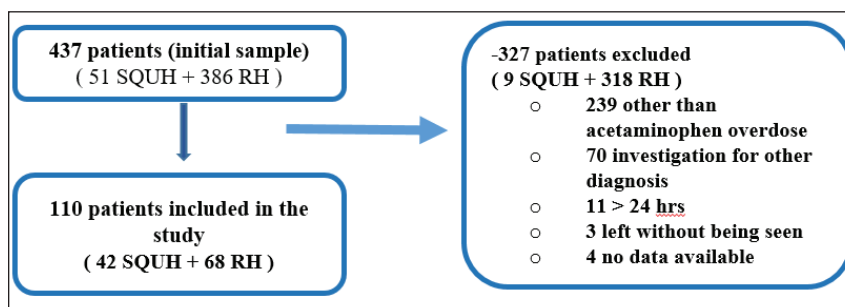 437 patients (initial sample)
( 51 SQUH + 386 RH )
110 patients included in the
study
( 42 SQUH + 68 RH )
-327 patients excluded
( 9 SQUH + 318 RH )
o 239 other than
acetaminophen overdose
o 70 investigation for other
diagnosis
o 11 > 24 hrs
o 3 left without being seen
o 4 no data available